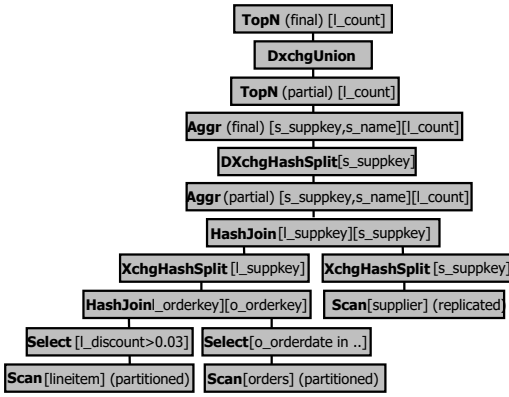 TopN (final) [l_count]
DxchgUnion
TopN (partial) [l_count]
Aggr (final) [s_suppkey,s_name][l_count]
DXchgHashSplit[s_suppkey]
Aggr (partial) [s_suppkey,s_name][l_count]
HashJoin[l_suppkey][s_suppkey]
XchgHashSplit [l_suppkey]
XchgHashSplit [s_suppkey]
HashJoinl_orderkey][o_orderkey]
Scan[supplier] (replicated)
Select [l_discount>0.03]
Select[o_orderdate in ..]
Scan[lineitem] (partitioned)
Scan[orders] (partitioned)